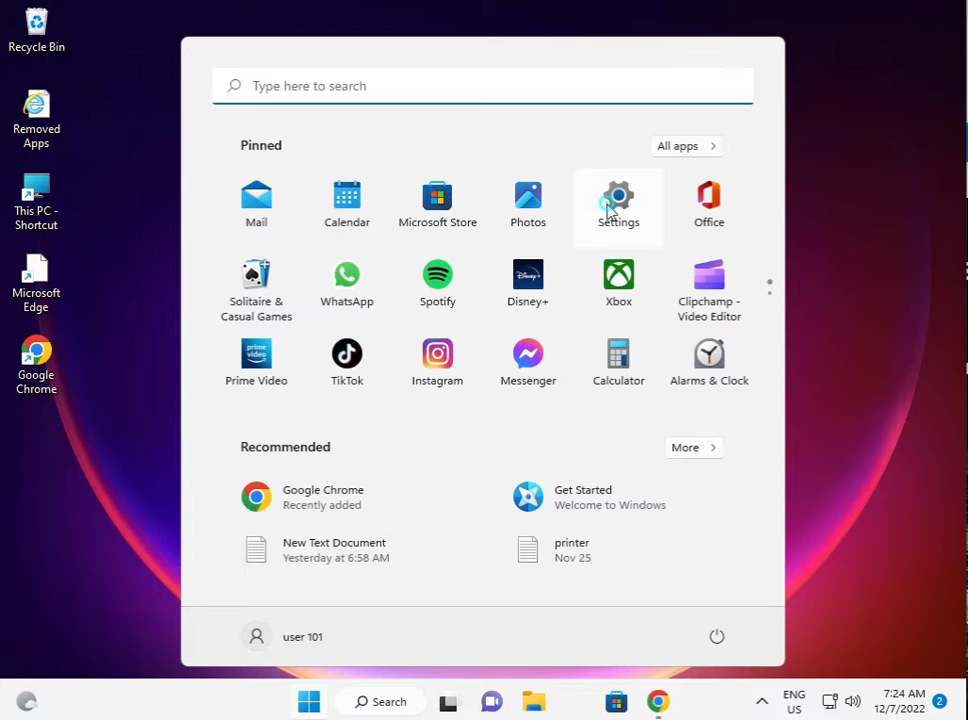 Recycle Bin
Removed
Apps
This PC -
Shortcut
Microsoft
Edge
Google
Chrome
Type here to search
Pinned
All apps
Mail
Calendar
Microsoft Store
Photos
Settings
Office
Solitaire &
Casual Games
WhatsApp
Spotify
Disney+
Xbox
Clipchamp -
Video Editor
prime
video
Prime Video
TikTok
Instagram
Messenger
Calculator
Alarms & Clock
Recommended
More
Google Chrome
Recently added
Get Started
Welcome to Windows
New Text Document
Yesterday at 6:58 AM
printer
Nov 25
user 101
Search
ENG
US
7:24 AM
12/7/2022
2